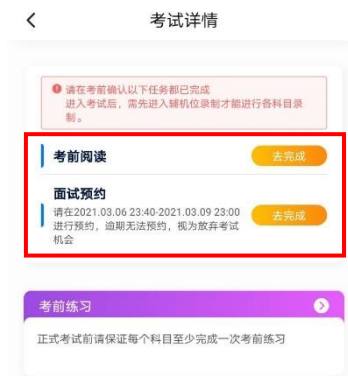 考试详情
请在考前确认以下任务都已完成
进入考试后，需先进入辅机位录制才能进行各科目录
制。
考前阅读
去完成
面试预约
请在2021.03.06 23:40-2021.03.09 23:00
进行预约，逾期无法预约，视为放弃考试
机会
去完成
考前练习
正式考试前请保证每个科目至少完成一次考前练习